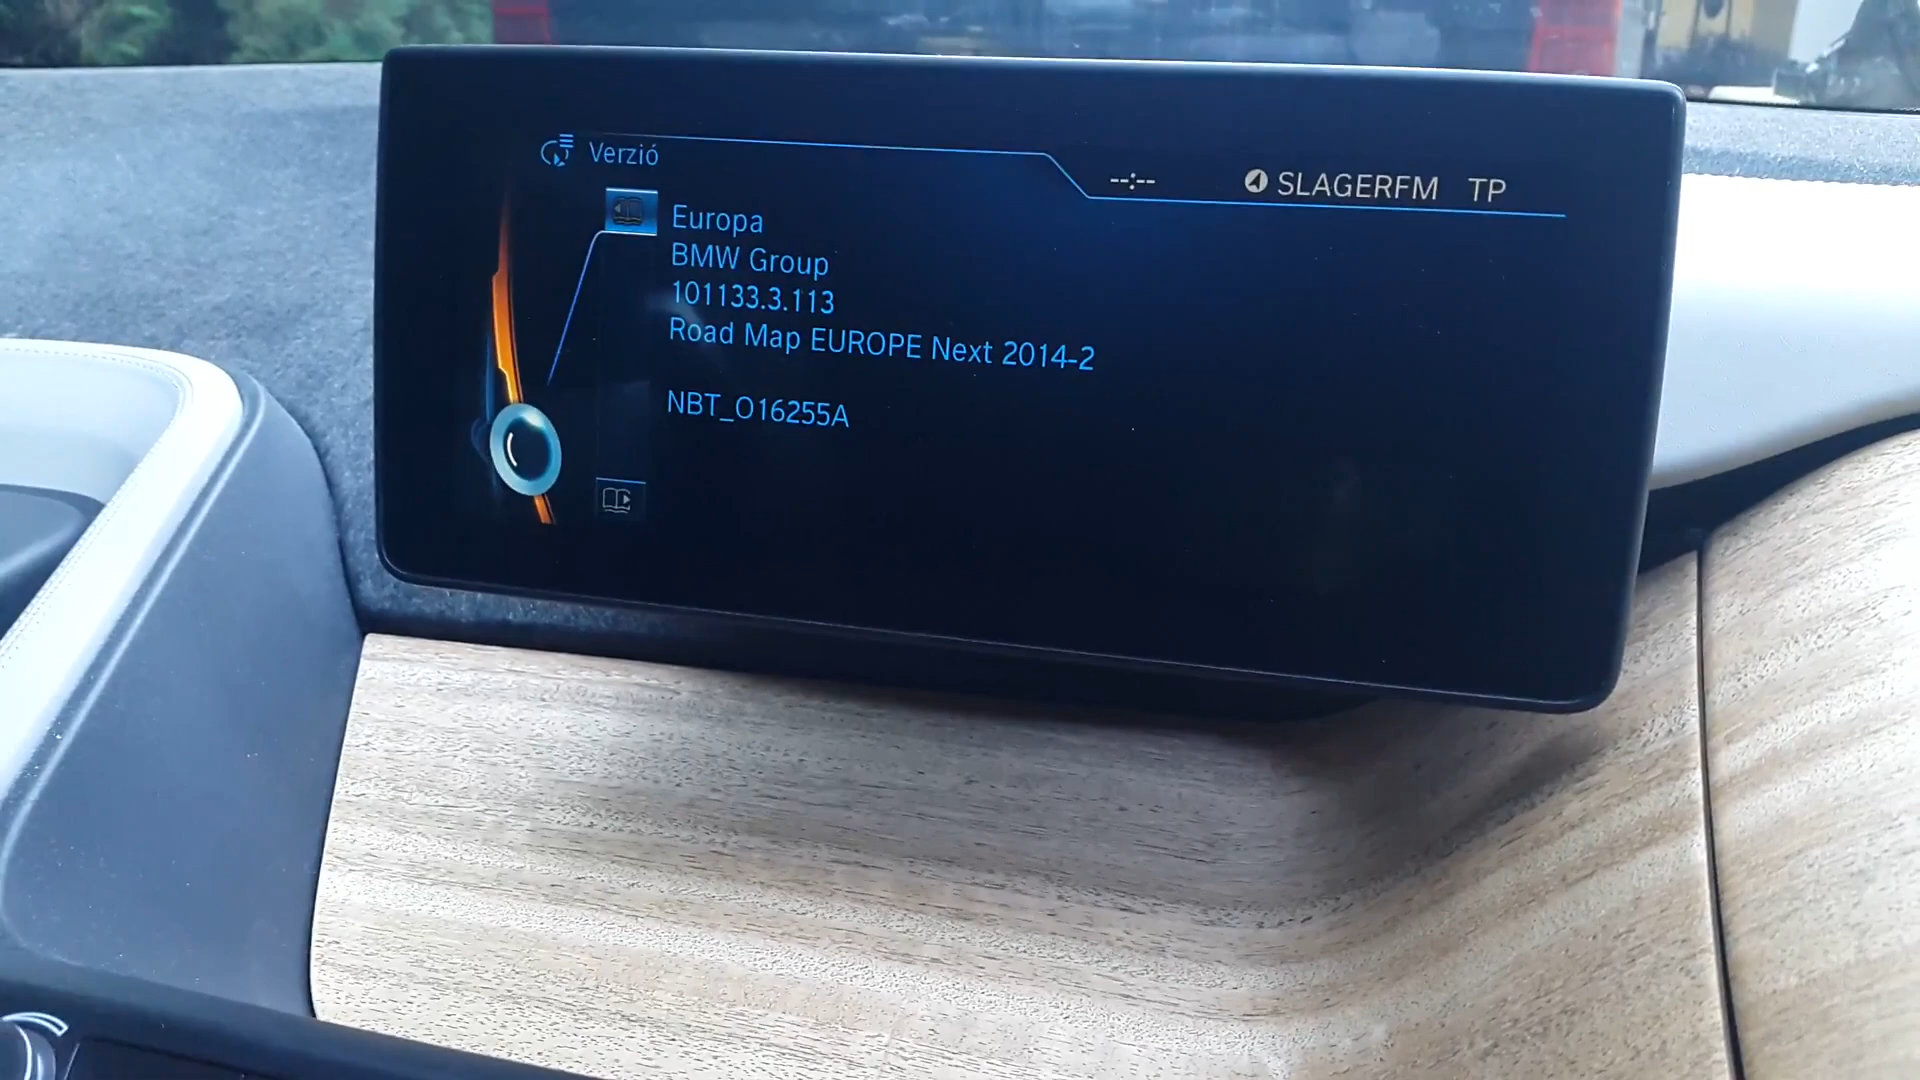 Verzió
--:-- SLAGERFM TP
Europa
BMW Group
101133.3.113
Road Map EUROPE Next 2014-2
NBT_O16255A